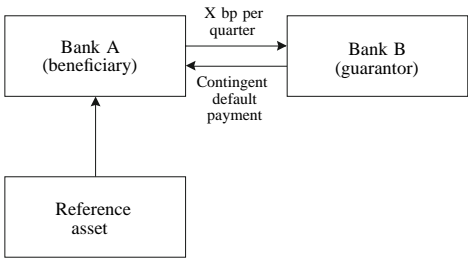 X bp per
quarter
Bank A
(beneficiary)
Bank B
(guarantor)
Contingent
default
payment
Reference
asset